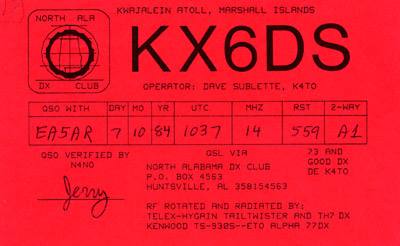 KWAJALEIN ATOLL, MARSHALL ISLANDS
NORTH ALA
DX CLUB
KX6DS
OPERATOR: DAVE SUBLETTE, K4TO
QSO WITH DAY MO YR UTC MHZ RST 2-WAY
EA5AR 7 10 84 1037 14 559 A1
QSO VERIFIED BY
N4NO
Jerry
QSL VIA
NORTH ALABAMA DX CLUB
P.O. BOX 4563
HUNTSVILLE, AL 358154563
73 AND
GOOD DX
DE K4TO
RF ROTATED AND RADIATED BY:
TELEX-HYGAIN TAILTWISTER AND TH7DX
KENWOOD TS-930S--ETO ALPHA 77DX